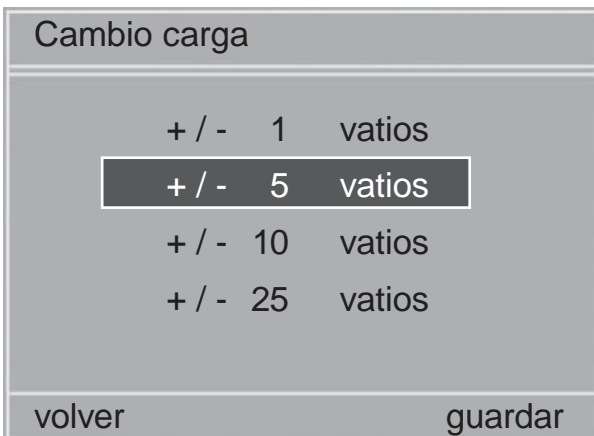 Cambio carga
+ / - 1 vatios
+ / - 5 vatios
+ / - 10 vatios
+ / - 25 vatios
volver guardar